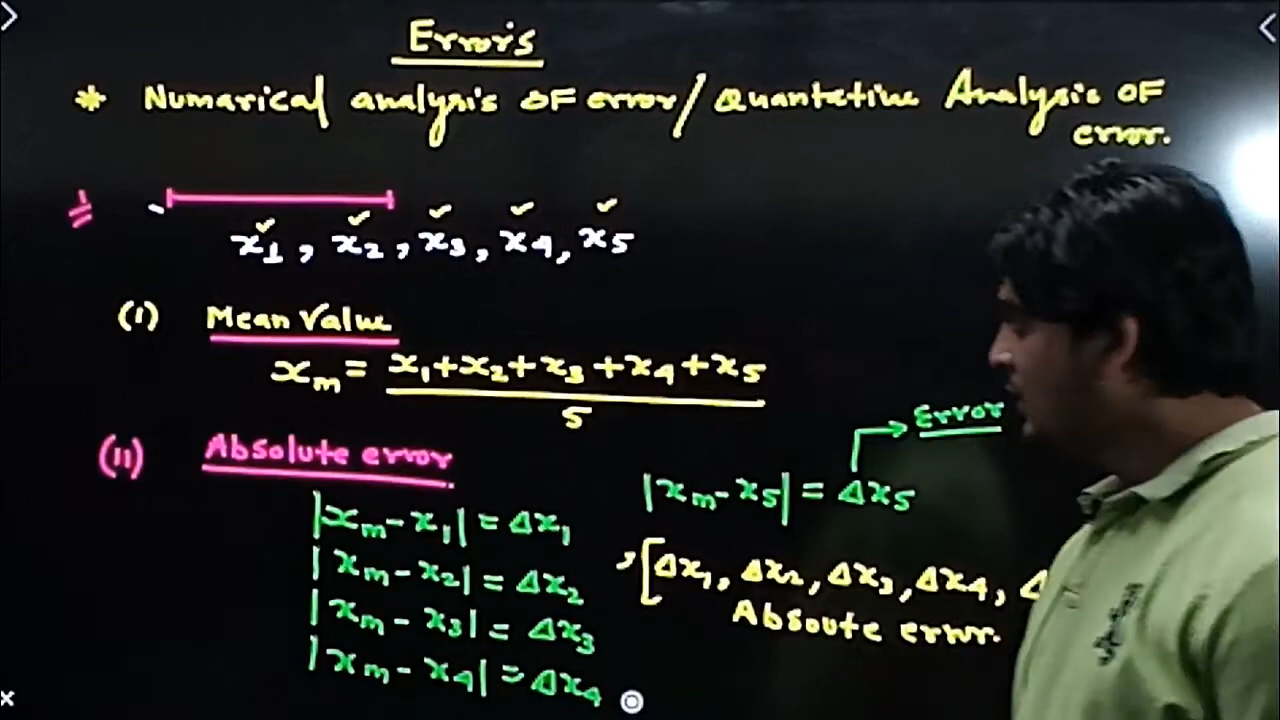 Errors
* Numarical analysis OF error/Quantetive Analysis OF error.
1
x1, x2, x3, x4, x5
(I) Mean Value
xm = x1+x2+x3+x4+x5
5
(II) Absolute error
|xm-x1| = Δx1
|xm-x2| = Δx2
|xm-x3| = Δx3
|xm-x4| = Δx4
Error
|xm-x5| = Δx5
[Δx1, Δx2, Δx3, Δx4, Δ
Absoute error.